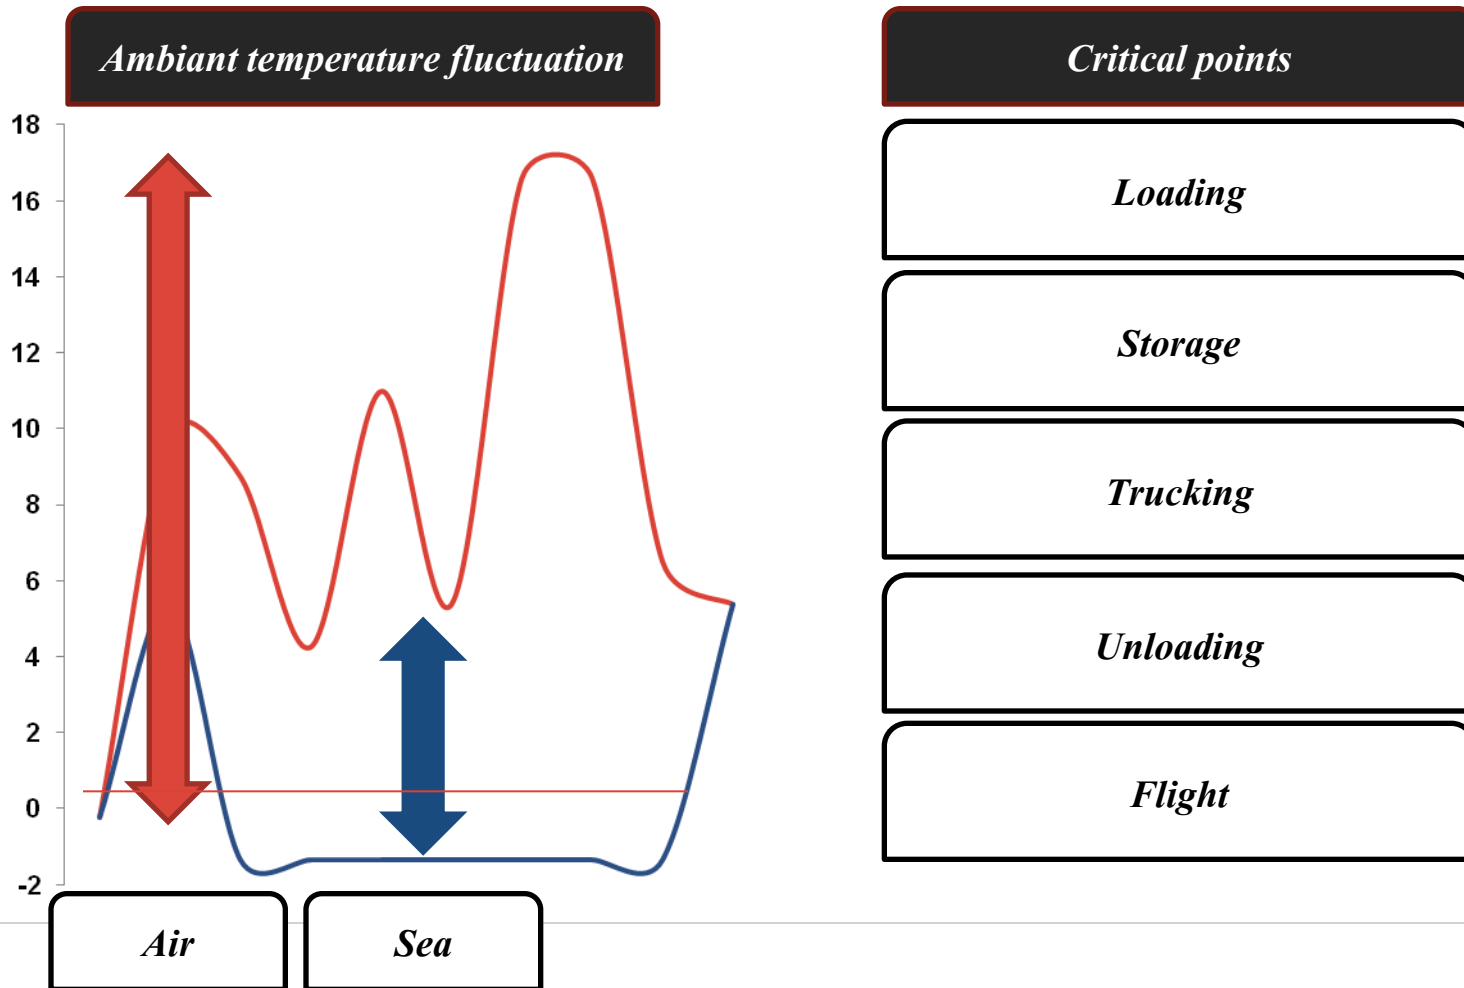 Ambiant temperature fluctuation
18
16
14
12
10
8
6
4
2
0
-2
Air
Sea
Critical points
Loading
Storage
Trucking
Unloading
Flight